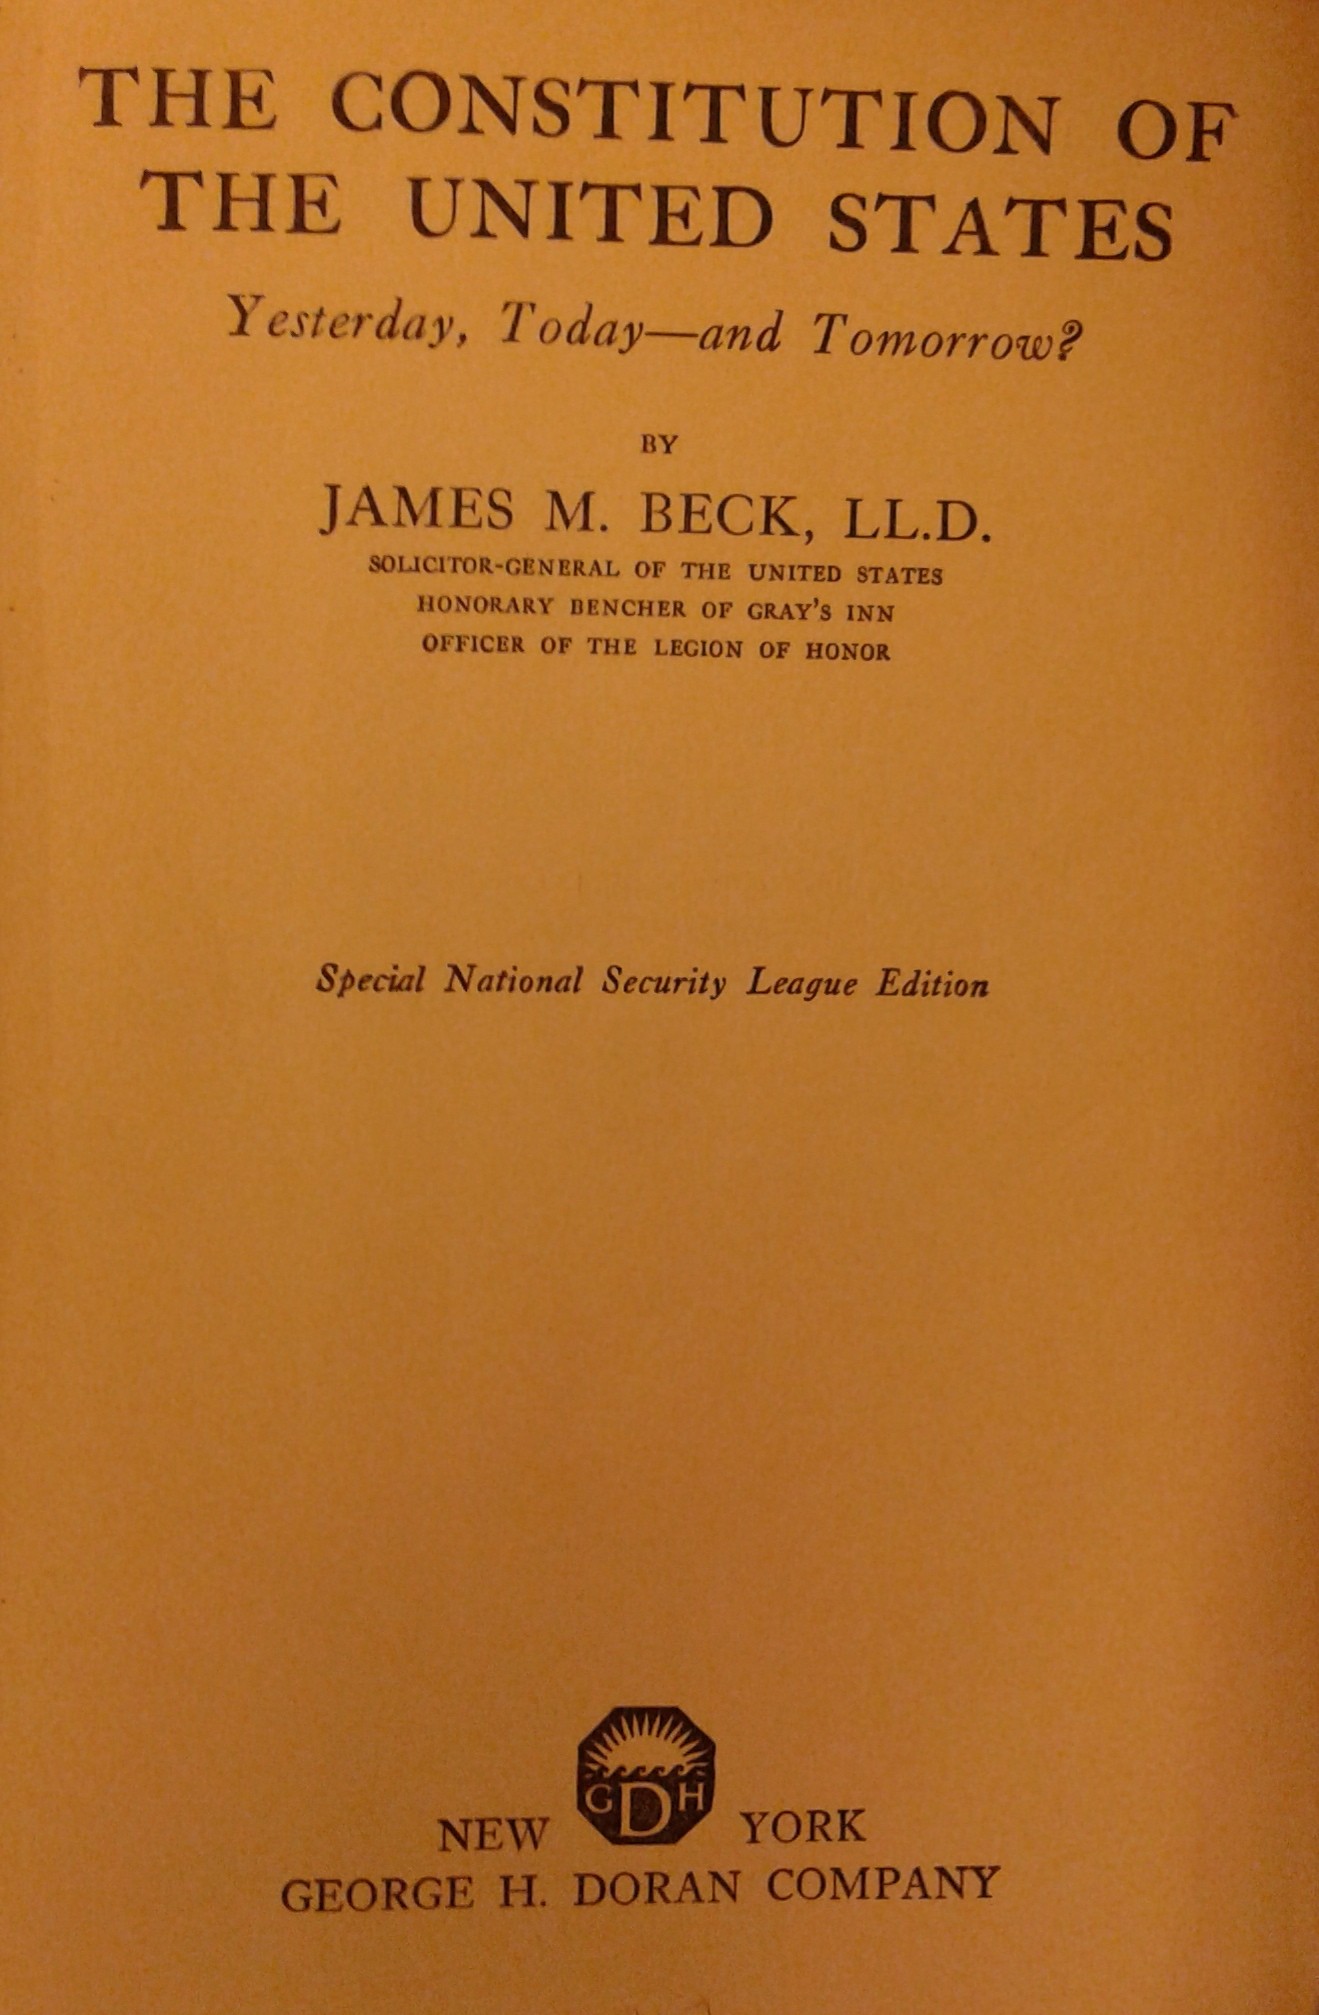 THE CONSTITUTION OF
THE UNITED STATES
Yesterday, Today—and Tomorrow?
BY
JAMES M. BECK, LL.D.
SOLICITOR-GENERAL OF THE UNITED STATES
HONORARY BENCHER OF GRAY'S INN
OFFICER OF THE LEGION OF HONOR
Special National Security League Edition
G D H
NEW YORK
GEORGE H. DORAN COMPANY